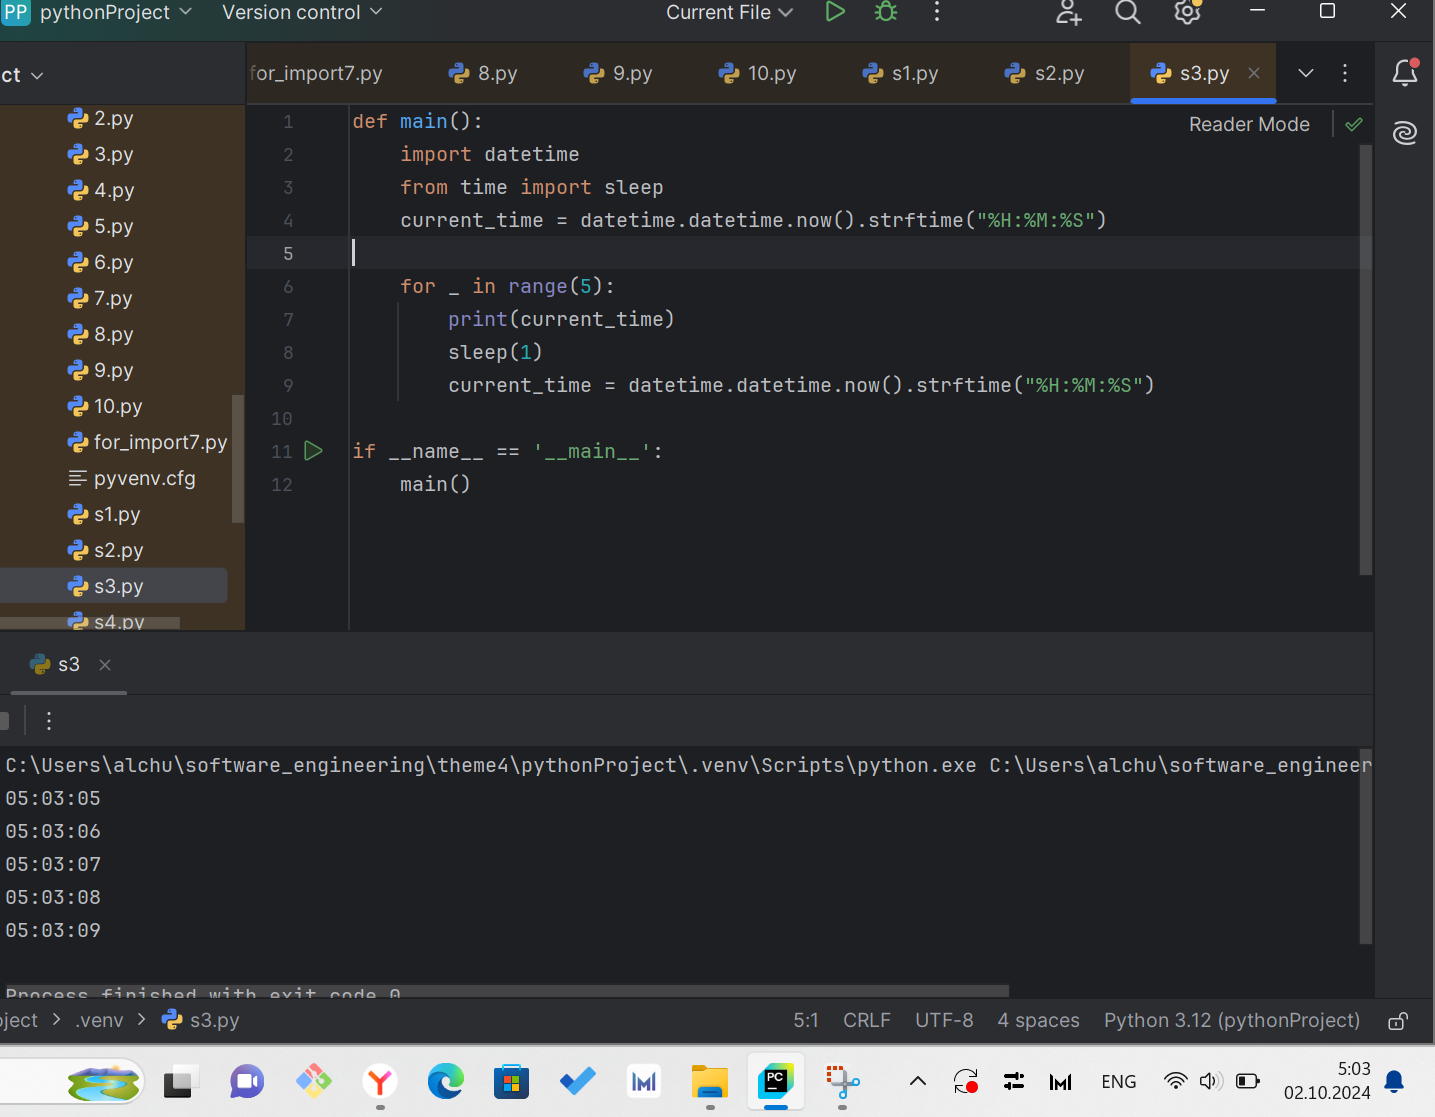 PP pythonProject Version control Current File
ct
for_import7.py 8.py 9.py 10.py s1.py s2.py s3.py
2.py
3.py
4.py
5.py
6.py
7.py
8.py
9.py
10.py
for_import7.py
pyvenv.cfg
s1.py
s2.py
s3.py
s4.py
Reader Mode
1 def main():
2 import datetime
3 from time import sleep
4 current_time = datetime.datetime.now().strftime("%H:%M:%S")
5
6 for _ in range(5):
7 print(current_time)
8 sleep(1)
9 current_time = datetime.datetime.now().strftime("%H:%M:%S")
10
11 if __name__ == '__main__':
12 main()
s3
C:\Users\alchu\software_engineering\theme4\pythonProject\.venv\Scripts\python.exe C:\Users\alchu\software_engineer
05:03:05
05:03:06
05:03:07
05:03:08
05:03:09
Process finished with exit code 0
oject > .venv > s3.py 5:1 CRLF UTF-8 4 spaces Python 3.12 (pythonProject)
PC
ENG
5:03
02.10.2024